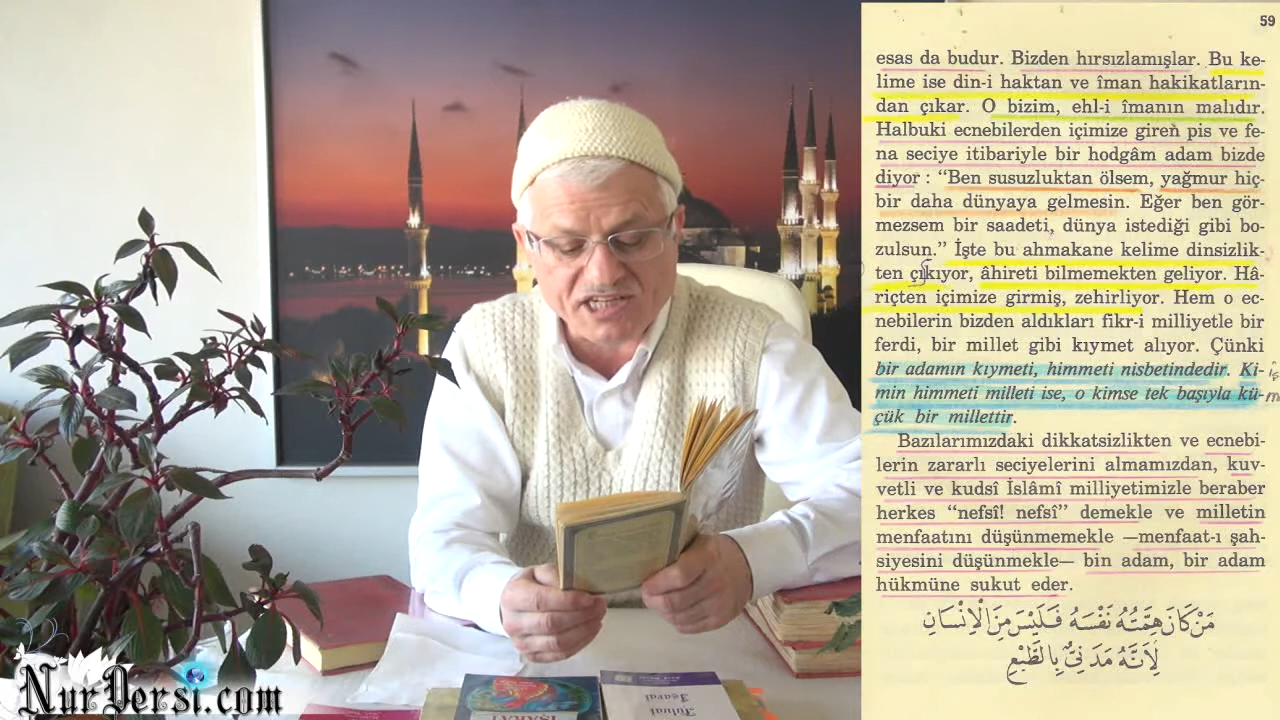 59
esas da budur. Bizden hırsızlamışlar. Bu ke-
lime ise din-i haktan ve îman hakikatların-
dan çıkar. O bizim, ehl-i îmanın malıdır.
Halbuki ecnebilerden içimize giren pis ve fe-
na seciye itibariyle bir hodgâm adam bizde
diyor : "Ben susuzluktan ölsem, yağmur hiç-
bir daha dünyaya gelmesin. Eğer ben gör-
mezsem bir saadeti, dünya istediği gibi bo-
zulsun." İşte bu ahmakane kelime dinsizlik-
ten çıkıyor, âhireti bilmemekten geliyor. Hâ-
riçten içimize girmiş, zehirliyor. Hem o ec-
nebilerin bizden aldıkları fikr-i milliyetle bir
ferdi, bir millet gibi kıymet alıyor. Çünki
bir adamın kıymeti, himmeti nisbetindedir. Ki-
min himmeti milleti ise, o kimse tek başıyla kü-
çük bir millettir.
Bazılarımızdaki dikkatsizlikten ve ecnebi-
lerin zararlı seciyelerini almamızdan, kuv-
vetli ve kudsî İslâmî milliyetimizle beraber
herkes "nefsî! nefsî" demekle ve milletin
menfaatını düşünmemekle —menfaat-ı şah-
siyesini düşünmekle— bin adam, bir adam
hükmüne sukut eder.
مَنْ كَانَ هِمَّتُهُ نَفْسَهُ فَلَيْسَ مِنَ الْاِنْسَانِ
لِاَنَّهُ مَدَنِىٌّ بِالطَّبْعِ
NurDersi.com
İŞARAT
Tuluat
İşarat